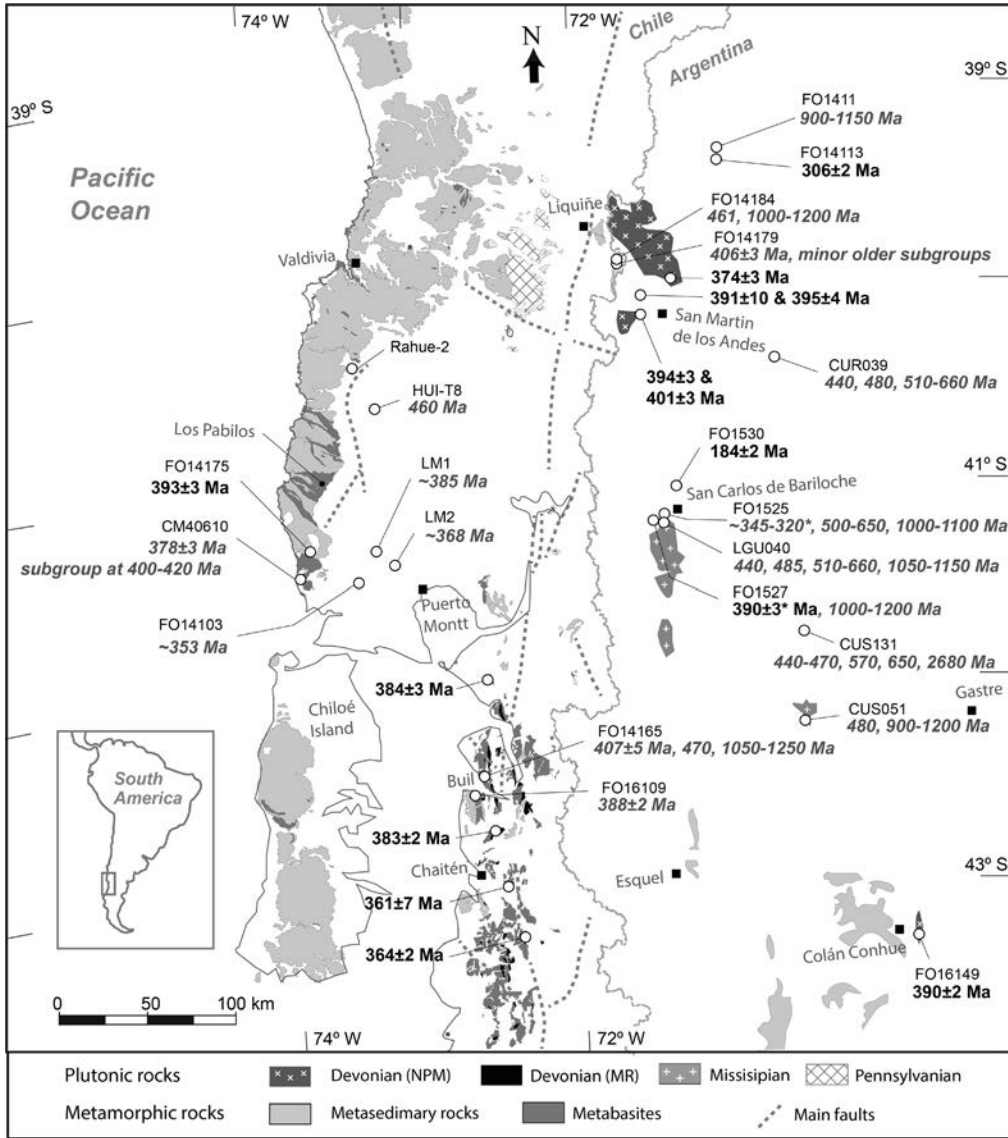 74º W
72º W
N
Chile
Argentina
39º S
39º S
Pacific
Ocean
FO1411
900-1150 Ma
FO14113
306±2 Ma
Liquiñe
FO14184
461, 1000-1200 Ma
FO14179
406±3 Ma, minor older subgroups
Valdivia
374±3 Ma
391±10 & 395±4 Ma
San Martin
de los Andes
Rahue-2
CUR039
440, 480, 510-660 Ma
394±3 &
401±3 Ma
HUI-T8
460 Ma
Los Pabilos
FO1530
184±2 Ma
41º S
FO14175
393±3 Ma
LM1
~385 Ma
San Carlos de Bariloche
FO1525
~345-320*, 500-650, 1000-1100 Ma
CM40610
378±3 Ma
subgroup at 400-420 Ma
LM2
~368 Ma
LGU040
440, 485, 510-660, 1050-1150 Ma
FO1527
390±3* Ma, 1000-1200 Ma
Puerto
Montt
FO14103
~353 Ma
CUS131
440-470, 570, 650, 2680 Ma
384±3 Ma
Chiloé
Island
Gastre
CUS051
480, 900-1200 Ma
FO14165
407±5 Ma, 470, 1050-1250 Ma
South
America
Buil
FO16109
388±2 Ma
383±2 Ma
Chaitén
Esquel
43º S
361±7 Ma
364±2 Ma
Colán Conhue
FO16149
390±2 Ma
0 50 100 km
74º W
72º W
Plutonic rocks
Devonian (NPM)
Devonian (MR)
Missisipian
Pennsylvanian
Metamorphic rocks
Metasedimary rocks
Metabasites
Main faults